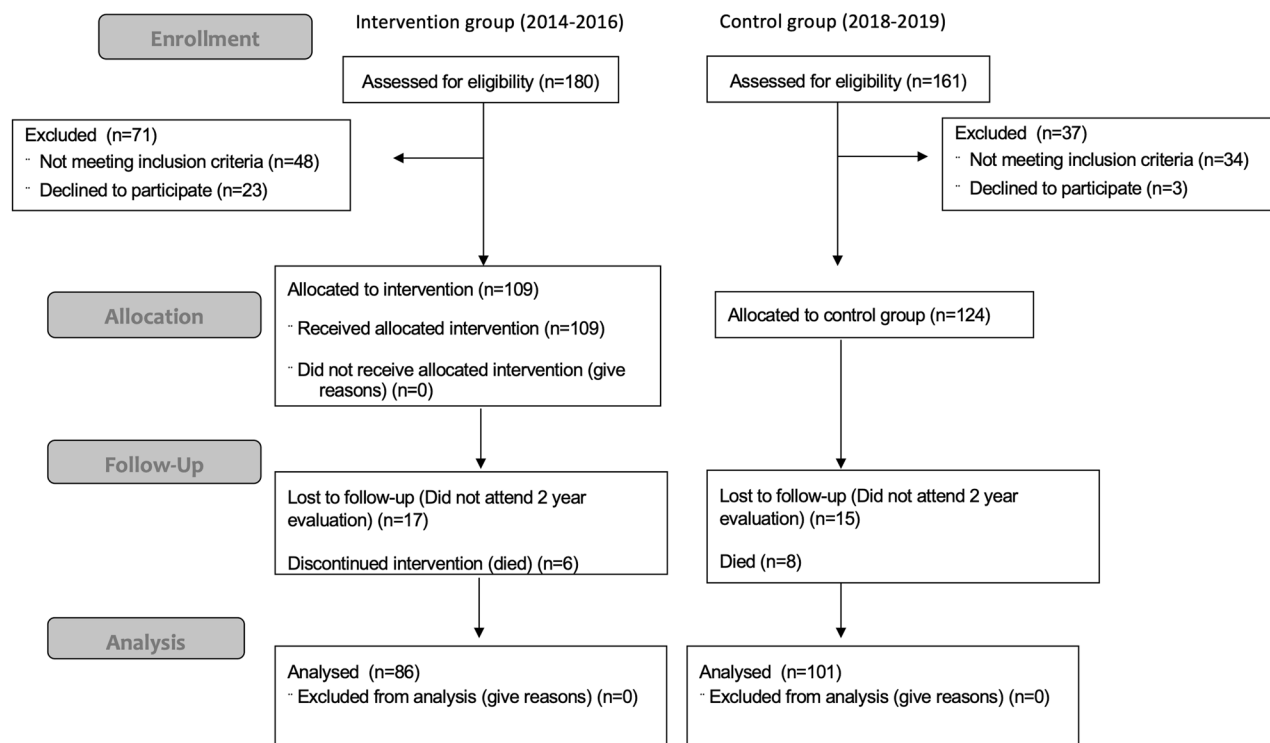 Enrollment
Intervention group (2014-2016)
Control group (2018-2019)
Assessed for eligibility (n=180)
Assessed for eligibility (n=161)
Excluded (n=71)
¨ Not meeting inclusion criteria (n=48)
¨ Declined to participate (n=23)
Excluded (n=37)
¨ Not meeting inclusion criteria (n=34)
¨ Declined to participate (n=3)
Allocation
Allocated to intervention (n=109)
¨ Received allocated intervention (n=109)
¨ Did not receive allocated intervention (give
reasons) (n=0)
Allocated to control group (n=124)
Follow-Up
Lost to follow-up (Did not attend 2 year
evaluation) (n=17)
Discontinued intervention (died) (n=6)
Lost to follow-up (Did not attend 2 year
evaluation) (n=15)
Died (n=8)
Analysis
Analysed (n=86)
¨ Excluded from analysis (give reasons) (n=0)
Analysed (n=101)
¨ Excluded from analysis (give reasons) (n=0)